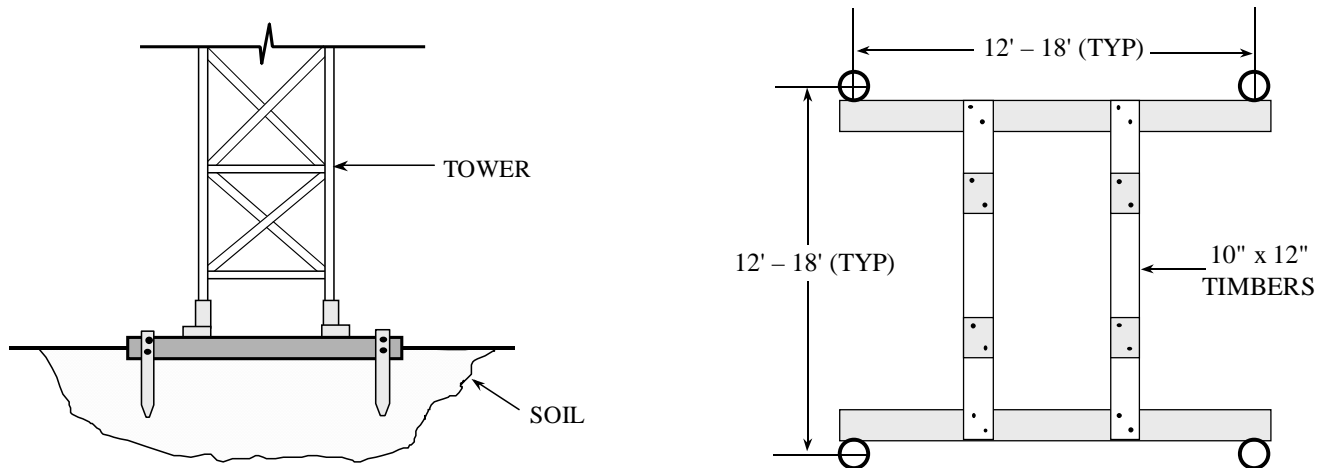 TOWER
SOIL
12' – 18' (TYP)
12' – 18' (TYP)
10" x 12"
TIMBERS